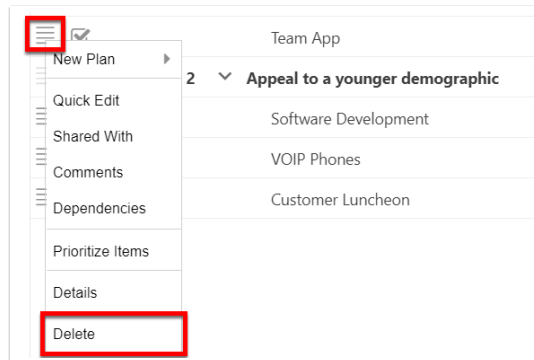 Team App
New Plan
2 Appeal to a younger demographic
Quick Edit
Software Development
Shared With
VOIP Phones
Comments
Customer Luncheon
Dependencies
Prioritize Items
Details
Delete